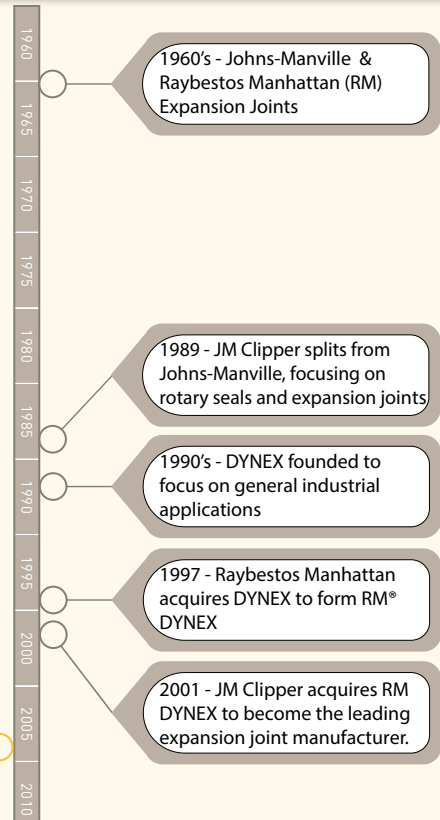 1960
1965
1970
1975
1980
1985
1990
1995
2000
2005
2010
1960's - Johns-Manville &
Raybestos Manhattan (RM)
Expansion Joints
1989 - JM Clipper splits from
Johns-Manville, focusing on
rotary seals and expansion joints
1990's - DYNEX founded to
focus on general industrial
applications
1997 - Raybestos Manhattan
acquires DYNEX to form RM®
DYNEX
2001 - JM Clipper acquires RM
DYNEX to become the leading
expansion joint manufacturer.